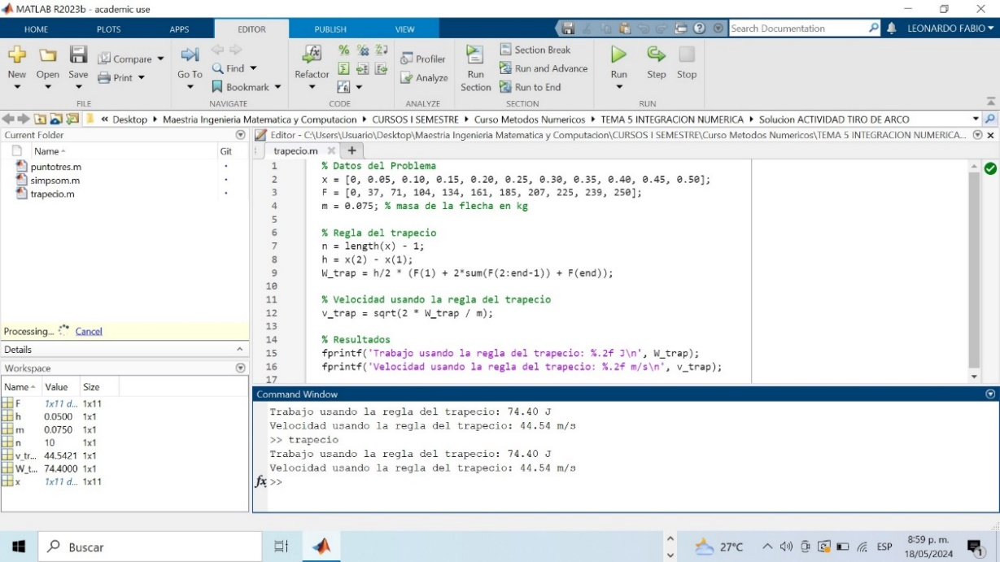 MATLAB R2023b - academic use
HOME PLOTS APPS EDITOR PUBLISH VIEW Search Documentation LEONARDO FABIO
New Open Save Compare Print Go To Find Bookmark Refactor Profiler Analyze Run Section Section Break Run and Advance Run to End Run Step Stop
FILE NAVIGATE CODE ANALYZE SECTION RUN
« Desktop Maestria Ingenieria Matematica y Computacion CURSOS I SEMESTRE Curso Metodos Numericos TEMA 5 INTEGRACION NUMERICA Solucion ACTIVIDAD TIRO DE ARCO
Current Folder
Name Git
puntotres.m
simpsom.m
trapecio.m
Processing... Cancel
Details
Workspace
Name Value Size
F 1x11 d... 1x11
h 0.0500 1x1
m 0.0750 1x1
n 10 1x1
v_tr... 44.5421 1x1
W_t... 74.4000 1x1
x 1x11 d... 1x11
Editor - C:\Users\Usuario\Desktop\Maestria Ingenieria Matematica y Computacion\CURSOS I SEMESTRE\Curso Metodos Numericos\TEMA 5 INTEGRACION NUMERICA...
trapecio.m
1 % Datos del Problema
2 x = [0, 0.05, 0.10, 0.15, 0.20, 0.25, 0.30, 0.35, 0.40, 0.45, 0.50];
3 F = [0, 37, 71, 104, 134, 161, 185, 207, 225, 239, 250];
4 m = 0.075; % masa de la flecha en kg
5
6 % Regla del trapecio
7 n = length(x) - 1;
8 h = x(2) - x(1);
9 W_trap = h/2 * (F(1) + 2*sum(F(2:end-1)) + F(end));
10
11 % Velocidad usando la regla del trapecio
12 v_trap = sqrt(2 * W_trap / m);
13
14 % Resultados
15 fprintf('Trabajo usando la regla del trapecio: %.2f J\n', W_trap);
16 fprintf('Velocidad usando la regla del trapecio: %.2f m/s\n', v_trap);
17
Command Window
Trabajo usando la regla del trapecio: 74.40 J
Velocidad usando la regla del trapecio: 44.54 m/s
>> trapecio
Trabajo usando la regla del trapecio: 74.40 J
Velocidad usando la regla del trapecio: 44.54 m/s
fx >>
Buscar
27°C ESP 8:59 p. m.
18/05/2024
1